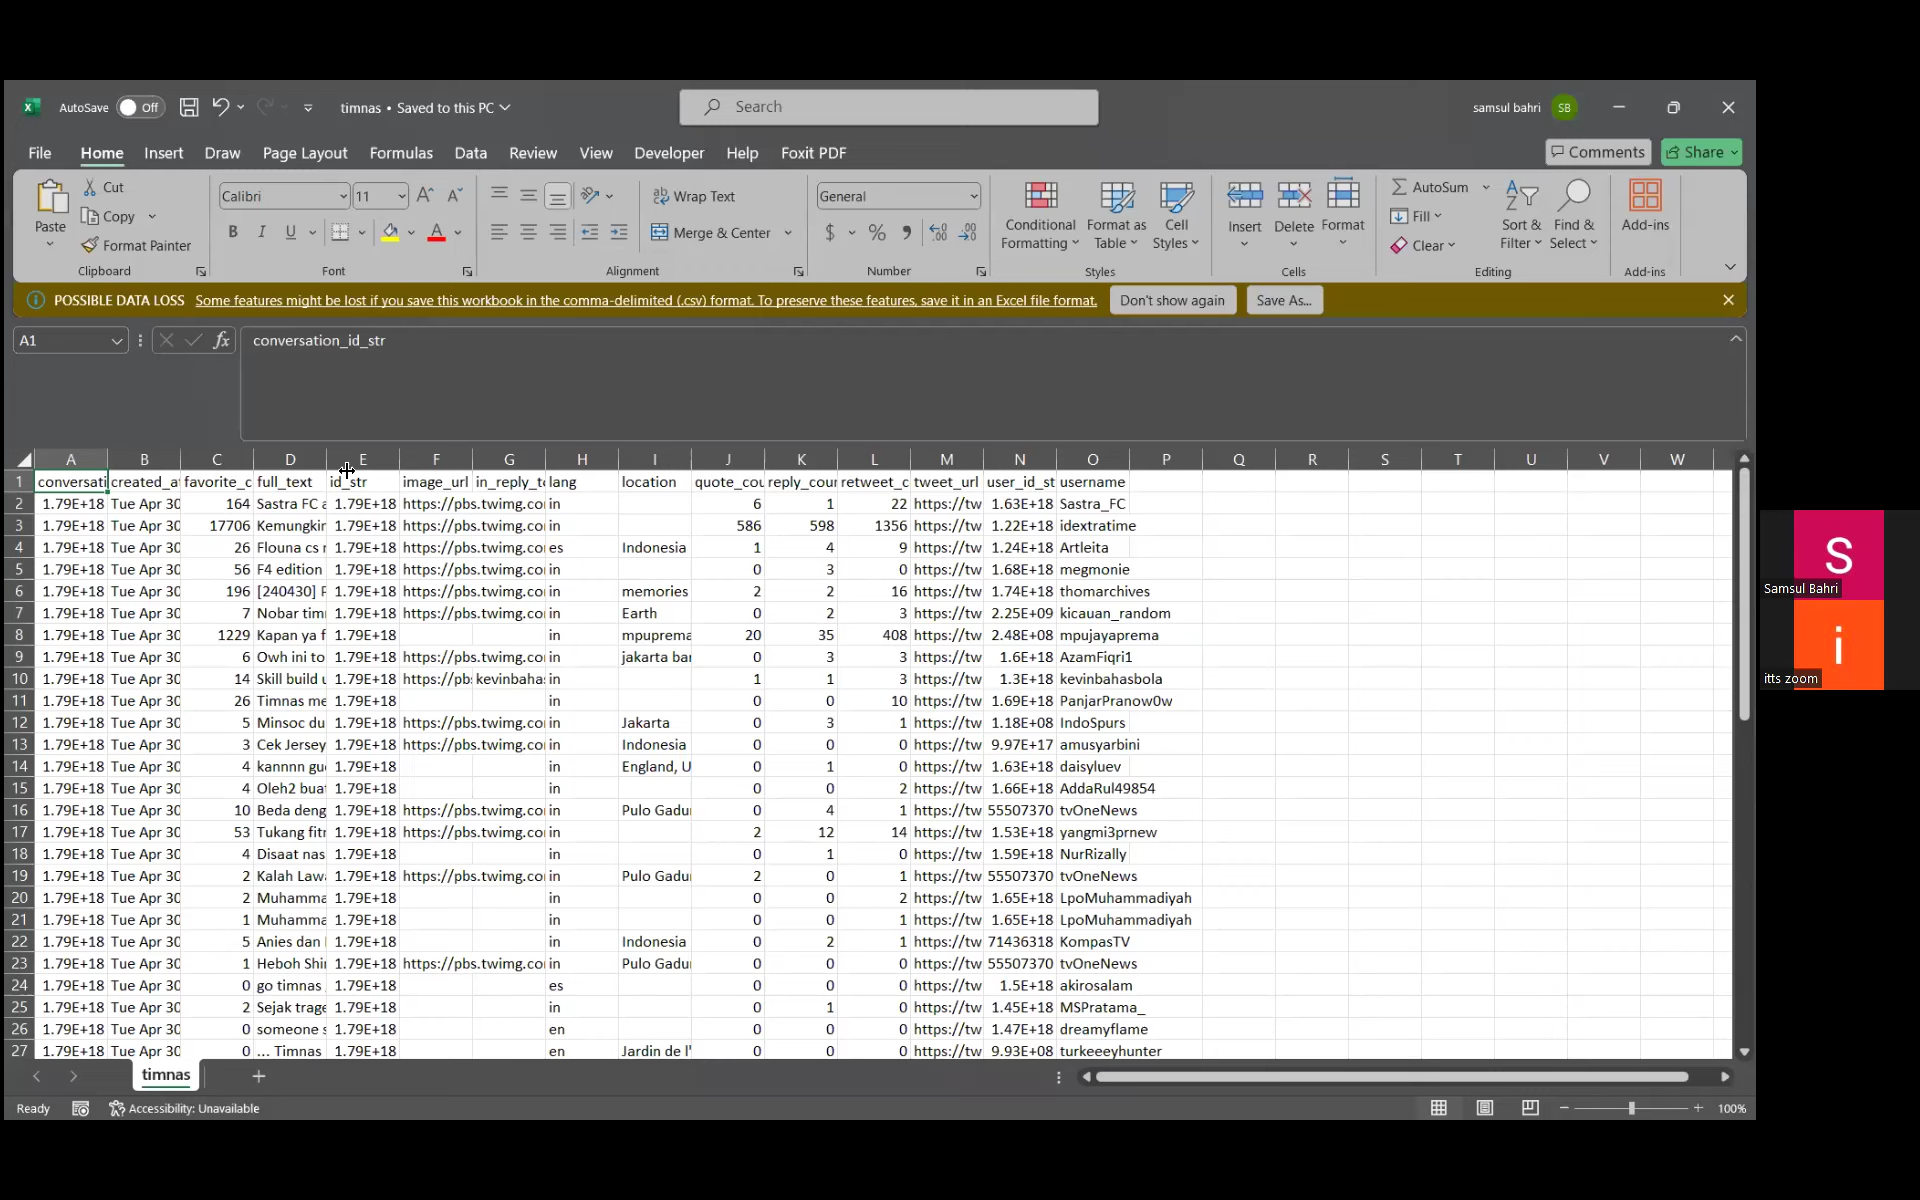 AutoSave Off timnas • Saved to this PC Search samsul bahri SB
File Home Insert Draw Page Layout Formulas Data Review View Developer Help Foxit PDF Comments Share
Paste Cut Copy Format Painter Clipboard
Calibri 11 B I U A Font
Wrap Text Merge & Center Alignment
General $ % Number
Conditional Formatting Format as Table Cell Styles Styles
Insert Delete Format Cells
AutoSum Fill Clear Sort & Filter Find & Select Editing
Add-ins Add-ins
POSSIBLE DATA LOSS Some features might be lost if you save this workbook in the comma-delimited (.csv) format. To preserve these features, save it in an Excel file format. Don't show again Save As...
A1 fx conversation_id_str
A B C D E F G H I J K L M N O P Q R S T U V W
1 conversati created_a favorite_c full_text id_str image_url in_reply_t lang location quote_cou reply_cour retweet_c tweet_url user_id_st username
2 1.79E+18 Tue Apr 30 164 Sastra FC a 1.79E+18 https://pbs.twimg.co in 6 1 22 https://tw 1.63E+18 Sastra_FC
3 1.79E+18 Tue Apr 30 17706 Kemungkir 1.79E+18 https://pbs.twimg.co in 586 598 1356 https://tw 1.22E+18 idextratime
4 1.79E+18 Tue Apr 30 26 Flouna cs r 1.79E+18 https://pbs.twimg.co es Indonesia 1 4 9 https://tw 1.24E+18 Artleita
5 1.79E+18 Tue Apr 30 56 F4 edition 1.79E+18 https://pbs.twimg.co in 0 3 0 https://tw 1.68E+18 megmonie
6 1.79E+18 Tue Apr 30 196 [240430] F 1.79E+18 https://pbs.twimg.co in memories 2 2 16 https://tw 1.74E+18 thomarchives
7 1.79E+18 Tue Apr 30 7 Nobar timr 1.79E+18 https://pbs.twimg.co in Earth 0 2 3 https://tw 2.25E+09 kicauan_random
8 1.79E+18 Tue Apr 30 1229 Kapan ya f 1.79E+18 in mpuprema 20 35 408 https://tw 2.48E+08 mpujayaprema
9 1.79E+18 Tue Apr 30 6 Owh ini to 1.79E+18 https://pbs.twimg.co in jakarta bar 0 3 3 https://tw 1.6E+18 AzamFiqri1
10 1.79E+18 Tue Apr 30 14 Skill build u 1.79E+18 https://pb kevinbaha in 1 1 3 https://tw 1.3E+18 kevinbahasbola
11 1.79E+18 Tue Apr 30 26 Timnas me 1.79E+18 in 0 0 10 https://tw 1.69E+18 PanjarPranow0w
12 1.79E+18 Tue Apr 30 5 Minsoc du 1.79E+18 https://pbs.twimg.co in Jakarta 0 3 1 https://tw 1.18E+08 IndoSpurs
13 1.79E+18 Tue Apr 30 3 Cek Jersey 1.79E+18 https://pbs.twimg.co in Indonesia 0 0 0 https://tw 9.97E+17 amusyarbini
14 1.79E+18 Tue Apr 30 4 kannnn gu 1.79E+18 in England, U 0 1 0 https://tw 1.63E+18 daisyluev
15 1.79E+18 Tue Apr 30 4 Oleh2 buat 1.79E+18 in 0 0 2 https://tw 1.66E+18 AddaRul49854
16 1.79E+18 Tue Apr 30 10 Beda deng 1.79E+18 https://pbs.twimg.co in Pulo Gadu 0 4 1 https://tw 55507370 tvOneNews
17 1.79E+18 Tue Apr 30 53 Tukang fitr 1.79E+18 in 2 12 14 https://tw 1.53E+18 yangmi3prnew
18 1.79E+18 Tue Apr 30 4 Disaat nas 1.79E+18 in 0 1 0 https://tw 1.59E+18 NurRizally
19 1.79E+18 Tue Apr 30 2 Kalah Law 1.79E+18 https://pbs.twimg.co in Pulo Gadu 2 0 1 https://tw 55507370 tvOneNews
20 1.79E+18 Tue Apr 30 2 Muhamma 1.79E+18 in 0 0 2 https://tw 1.65E+18 LpoMuhammadiyah
21 1.79E+18 Tue Apr 30 1 Muhamma 1.79E+18 in 0 0 1 https://tw 1.65E+18 LpoMuhammadiyah
22 1.79E+18 Tue Apr 30 5 Anies dan 1.79E+18 in Indonesia 0 2 1 https://tw 71436318 KompasTV
23 1.79E+18 Tue Apr 30 1 Heboh Shi 1.79E+18 https://pbs.twimg.co in Pulo Gadu 0 0 0 https://tw 55507370 tvOneNews
24 1.79E+18 Tue Apr 30 0 go timnas 1.79E+18 es 0 0 0 https://tw 1.5E+18 akirosalam
25 1.79E+18 Tue Apr 30 2 Sejak trage 1.79E+18 in 0 1 0 https://tw 1.45E+18 MSPratama_
26 1.79E+18 Tue Apr 30 0 someone s 1.79E+18 en 0 0 0 https://tw 1.47E+18 dreamyflame
27 1.79E+18 Tue Apr 30 0 ... Timnas 1.79E+18 en Jardin de l' 0 0 0 https://tw 9.93E+08 turkeeeyhunter
timnas
Ready Accessibility: Unavailable 100%
S
Samsul Bahri
i
itts zoom